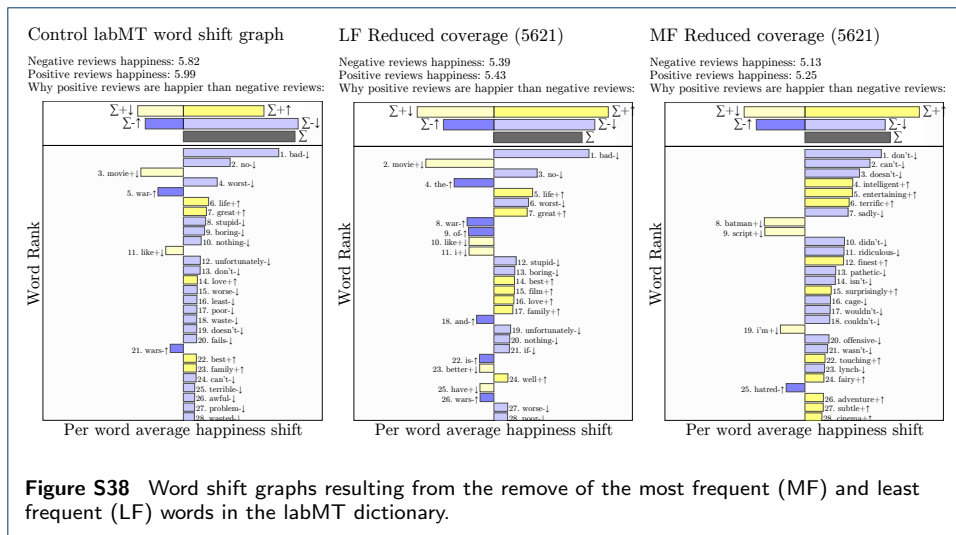 Control labMT word shift graph
Negative reviews happiness: 5.82
Positive reviews happiness: 5.99
Why positive reviews are happier than negative reviews:
Σ+↓ Σ+↑
Σ-↑ Σ-↓
Σ
1. bad-↓
2. no-↓
3. movie+↓
4. worst-↓
5. war-↑
6. life+↑
7. great+↑
8. stupid-↓
9. boring-↓
10. nothing-↓
11. like+↓
12. unfortunately-↓
13. don't-↓
14. love+↑
15. worse-↓
16. least-↓
17. poor-↓
18. waste-↓
19. doesn't-↓
20. fails-↓
21. wars-↑
22. best+↑
23. family+↑
24. can't-↓
25. terrible-↓
26. awful-↓
27. problem-↓
28. wasted-↓
Word Rank
Per word average happiness shift
LF Reduced coverage (5621)
Negative reviews happiness: 5.39
Positive reviews happiness: 5.43
Why positive reviews are happier than negative reviews:
Σ+↓ Σ+↑
Σ-↑ Σ-↓
Σ
1. bad-↓
2. movie+↓
3. no-↓
4. the-↑
5. life+↑
6. worst-↓
7. great+↑
8. war-↑
9. of-↑
10. like+↓
11. i+↓
12. stupid-↓
13. boring-↓
14. best+↑
15. film+↑
16. love+↑
17. family+↑
18. and-↑
19. unfortunately-↓
20. nothing-↓
21. if-↓
22. is-↑
23. better+↓
24. well+↑
25. have+↓
26. wars-↑
27. worse-↓
28. poor-↓
Word Rank
Per word average happiness shift
MF Reduced coverage (5621)
Negative reviews happiness: 5.13
Positive reviews happiness: 5.25
Why positive reviews are happier than negative reviews:
Σ+↓ Σ+↑
Σ-↑ Σ-↓
Σ
1. don't-↓
2. can't-↓
3. doesn't-↓
4. intelligent+↑
5. entertaining+↑
6. terrific+↑
7. sadly-↓
8. batman+↓
9. script+↓
10. didn't-↓
11. ridiculous-↓
12. finest+↑
13. pathetic-↓
14. isn't-↓
15. surprisingly+↑
16. cage-↓
17. wouldn't-↓
18. couldn't-↓
19. i'm+↓
20. offensive-↓
21. wasn't-↓
22. touching+↑
23. lynch-↓
24. fairy+↑
25. hatred-↑
26. adventure+↑
27. subtle+↑
28. cinema+↑
Word Rank
Per word average happiness shift
Figure S38 Word shift graphs resulting from the remove of the most frequent (MF) and least
frequent (LF) words in the labMT dictionary.